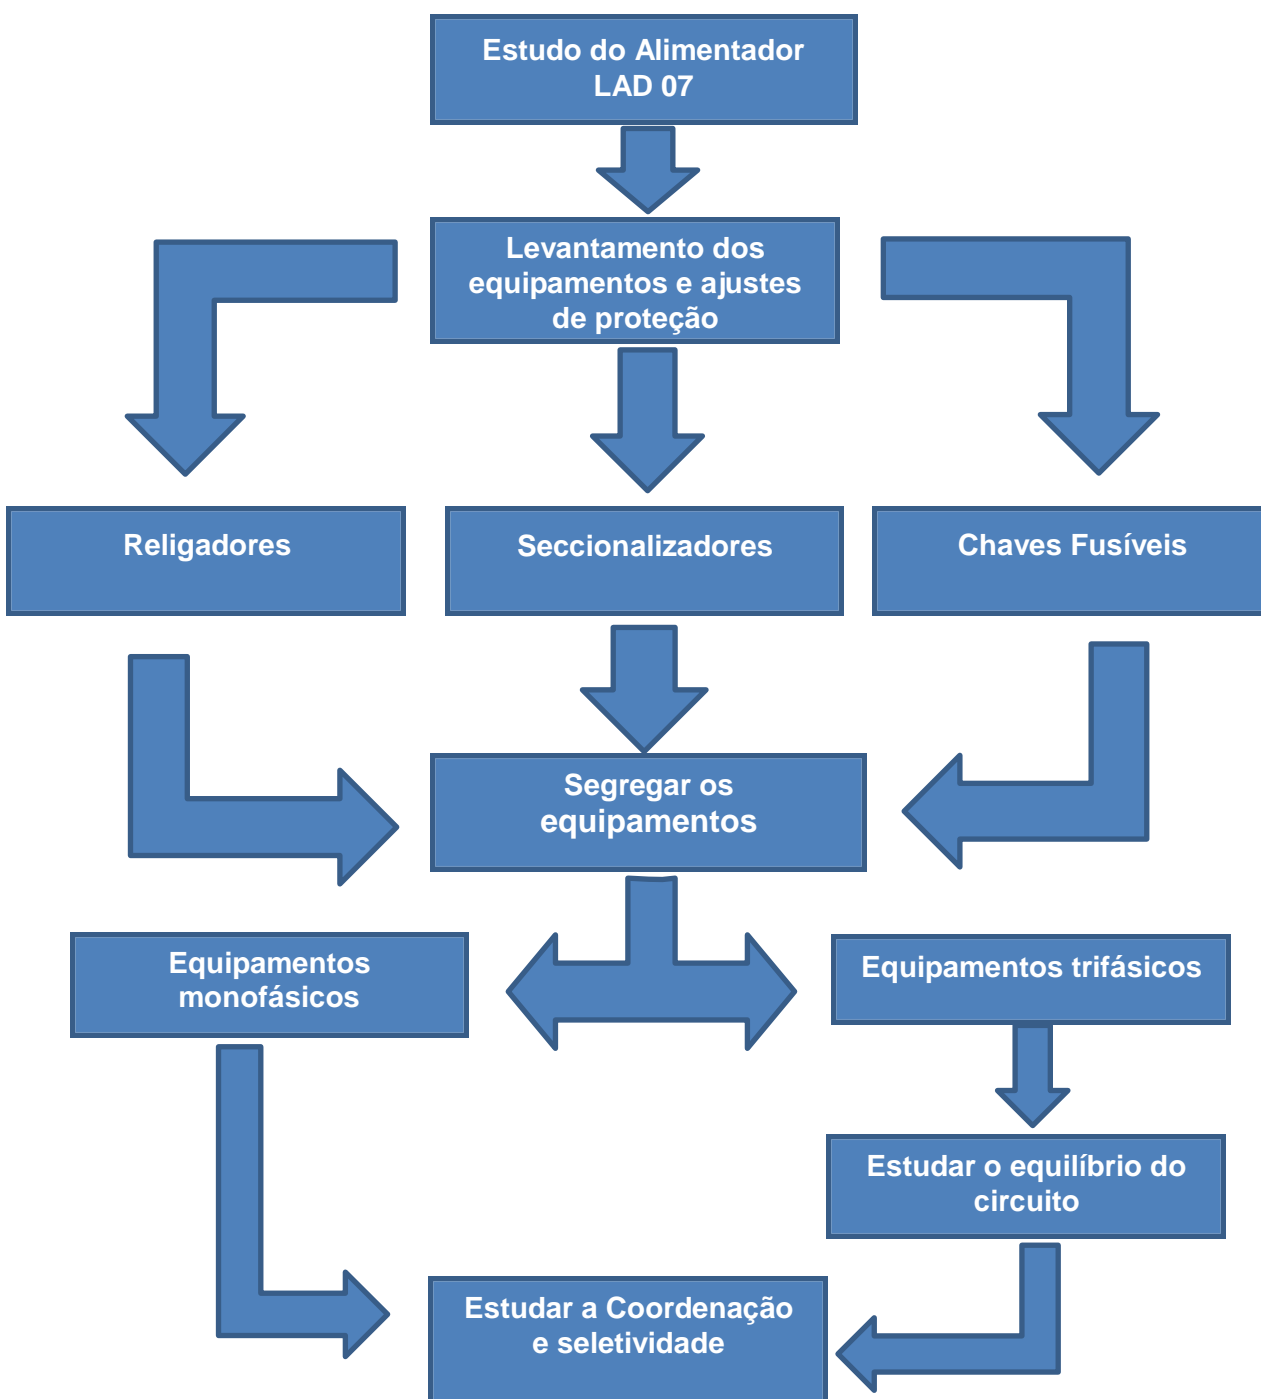 Estudo do Alimentador
LAD 07
Levantamento dos
equipamentos e ajustes
de proteção
Religadores
Seccionalizadores
Chaves Fusíveis
Segregar os
equipamentos
Equipamentos
monofásicos
Equipamentos trifásicos
Estudar o equilíbrio do
circuito
Estudar a Coordenação
e seletividade